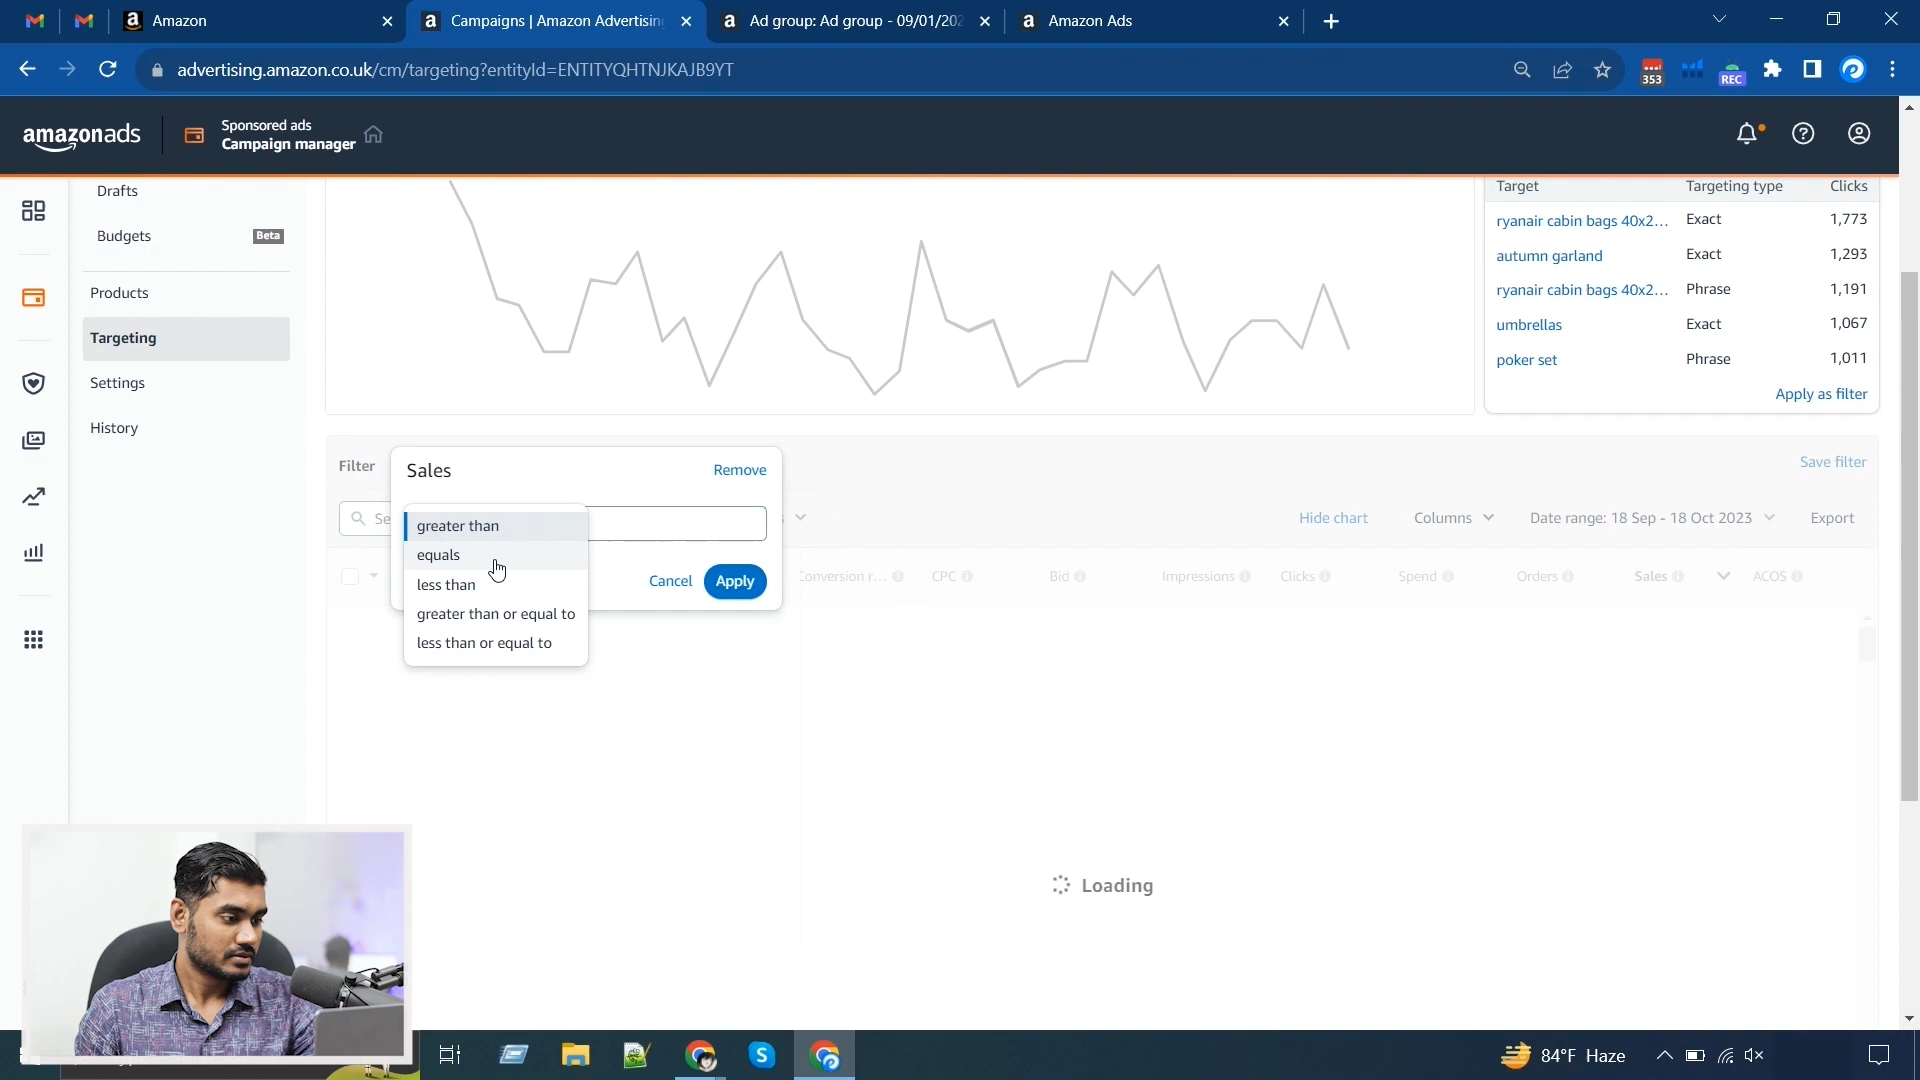 Amazon
Campaigns | Amazon Advertising
Ad group: Ad group - 09/01/202
Amazon Ads
advertising.amazon.co.uk/cm/targeting?entityId=ENTITYQHTNJKAJB9YT
353
REC
amazonads
Sponsored ads
Campaign manager
Drafts
Budgets
Beta
Products
Targeting
Settings
History
Target
Targeting type
Clicks
ryanair cabin bags 40x2...
Exact
1,773
autumn garland
Exact
1,293
ryanair cabin bags 40x2...
Phrase
1,191
umbrellas
Exact
1,067
poker set
Phrase
1,011
Apply as filter
Filter
Sales
Remove
Save filter
Se
greater than
equals
less than
greater than or equal to
less than or equal to
Cancel
Apply
s
Hide chart
Columns
Date range: 18 Sep - 18 Oct 2023
Export
Conversion r...
CPC
Bid
Impressions
Clicks
Spend
Orders
Sales
ACOS
Loading
84°F Haze